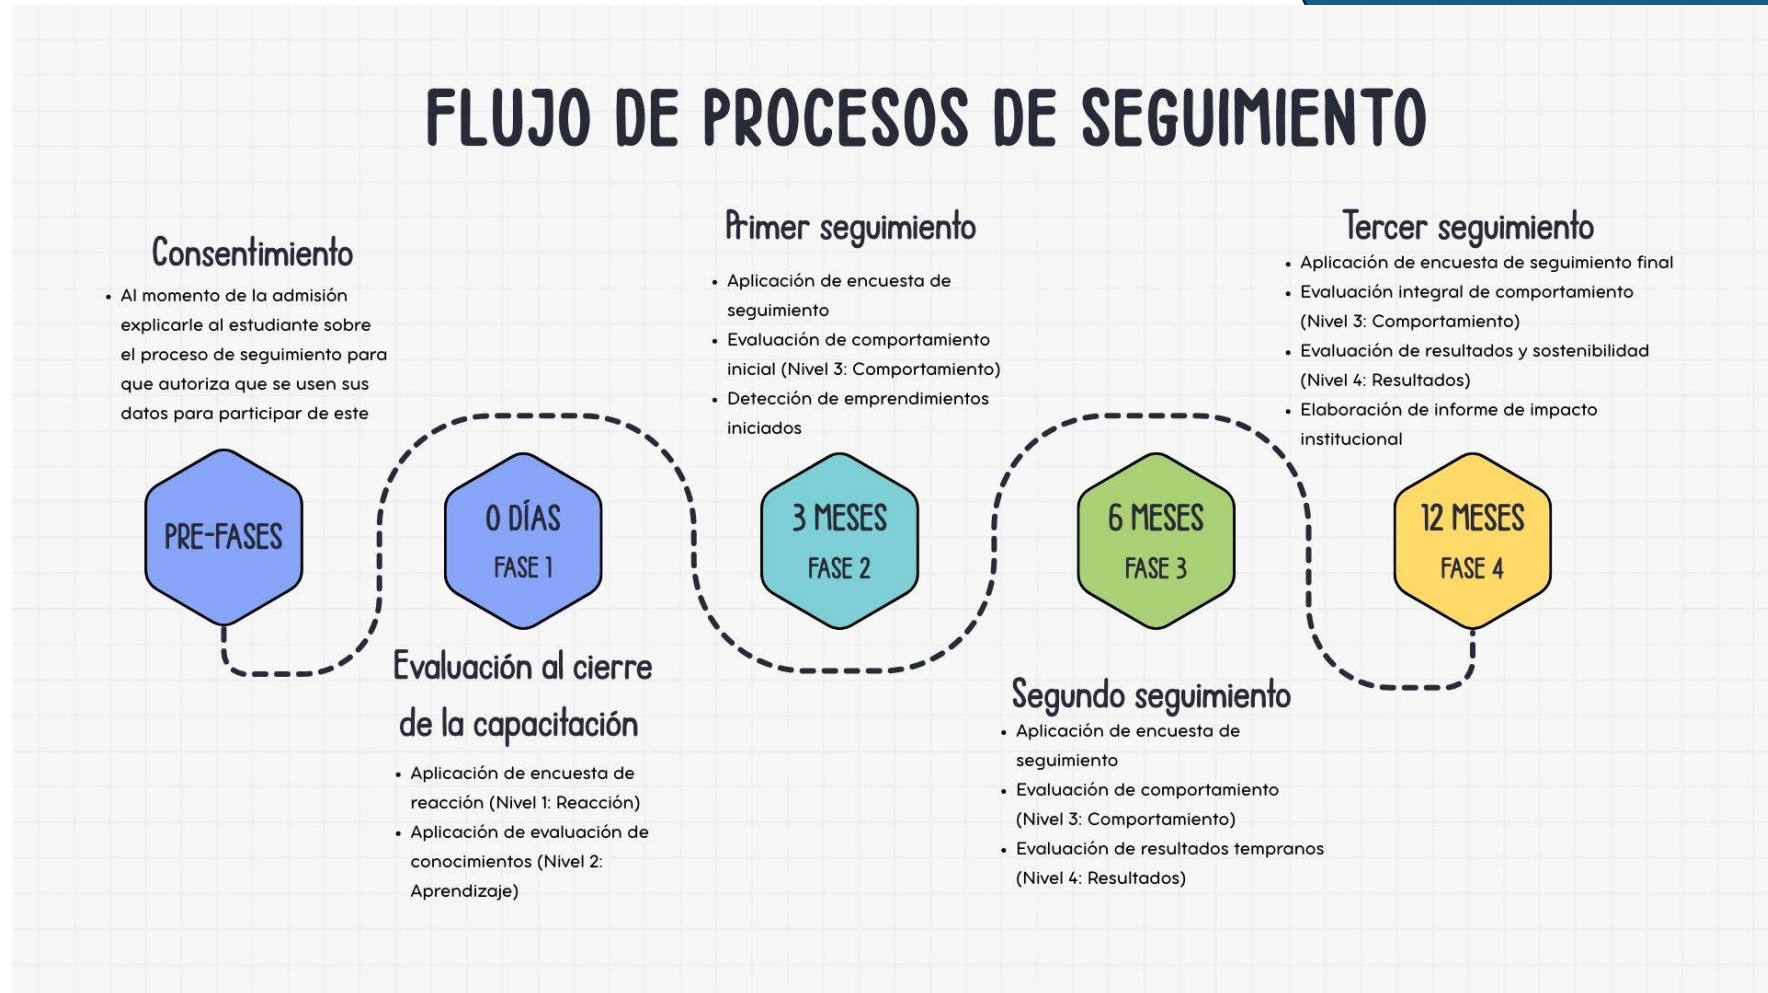 FLUJO DE PROCESOS DE SEGUIMIENTO
Consentimiento
• Al momento de la admisión
explicarle al estudiante sobre
el proceso de seguimiento para
que autoriza que se usen sus
datos para participar de este
PRE-FASES
0 DÍAS
FASE 1
Evaluación al cierre
de la capacitación
• Aplicación de encuesta de
reacción (Nivel 1: Reacción)
• Aplicación de evaluación de
conocimientos (Nivel 2:
Aprendizaje)
Primer seguimiento
• Aplicación de encuesta de
seguimiento
• Evaluación de comportamiento
inicial (Nivel 3: Comportamiento)
• Detección de emprendimientos
iniciados
3 MESES
FASE 2
6 MESES
FASE 3
Segundo seguimiento
• Aplicación de encuesta de
seguimiento
• Evaluación de comportamiento
(Nivel 3: Comportamiento)
• Evaluación de resultados tempranos
(Nivel 4: Resultados)
Tercer seguimiento
• Aplicación de encuesta de seguimiento final
• Evaluación integral de comportamiento
(Nivel 3: Comportamiento)
• Evaluación de resultados y sostenibilidad
(Nivel 4: Resultados)
• Elaboración de informe de impacto
institucional
12 MESES
FASE 4